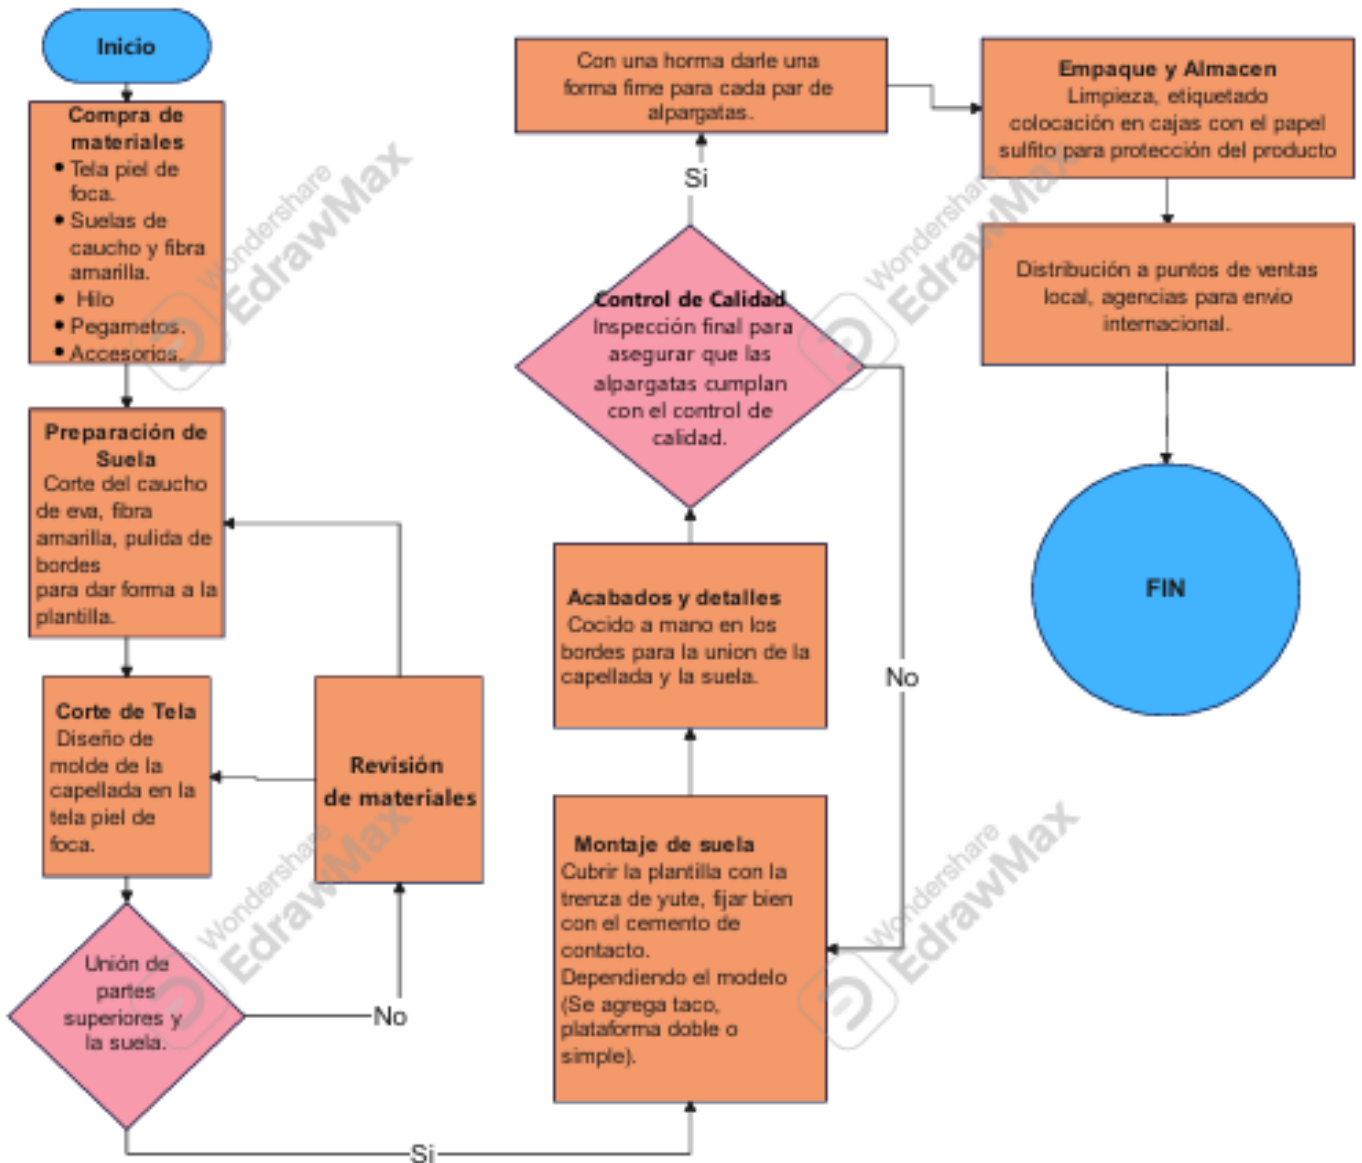 Inicio
Compra de
materiales
• Tela piel de
foca.
• Suelas de
caucho y fibra
amarilla.
• Hilo
• Pegametos.
• Accesorios.
Preparación de
Suela
Corte del caucho
de eva, fibra
amarilla, pulida de
bordes
para dar forma a la
plantilla.
Corte de Tela
Diseño de
molde de la
capellada en la
tela piel de
foca.
Revisión
de materiales
Unión de
partes
superiores y
la suela.
No
Si
Montaje de suela
Cubrir la plantilla con la
trenza de yute, fijar bien
con el cemento de
contacto.
Dependiendo el modelo
(Se agrega taco,
plataforma doble o
simple).
Acabados y detalles
Cocido a mano en los
bordes para la union de la
capellada y la suela.
Control de Calidad
Inspección final para
asegurar que las
alpargatas cumplan
con el control de
calidad.
No
Si
Con una horma darle una
forma fime para cada par de
alpargatas.
Empaque y Almacen
Limpieza, etiquetado
colocación en cajas con el papel
sulfito para protección del producto
Distribución a puntos de ventas
local, agencias para envio
internacional.
FIN
Wondershare
EdrawMax
Wondershare
EdrawMax
Wondershare
EdrawMax
Wondershare
EdrawMax